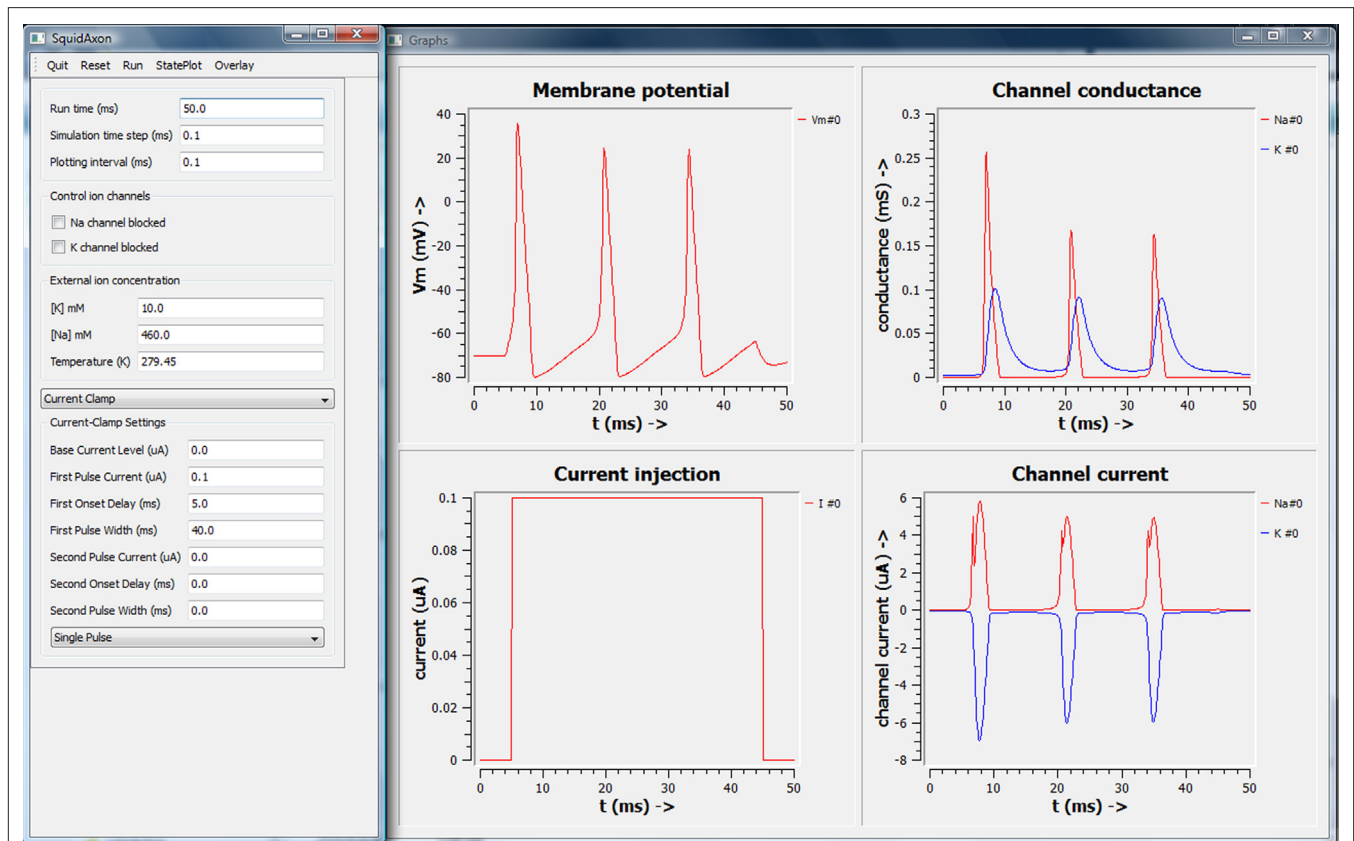 SquidAxon
Quit Reset Run StatePlot Overlay
Run time (ms) 50.0
Simulation time step (ms) 0.1
Plotting interval (ms) 0.1
Control ion channels
Na channel blocked
K channel blocked
External ion concentration
[K] mM 10.0
[Na] mM 460.0
Temperature (K) 279.45
Current Clamp
Current-Clamp Settings
Base Current Level (uA) 0.0
First Pulse Current (uA) 0.1
First Onset Delay (ms) 5.0
First Pulse Width (ms) 40.0
Second Pulse Current (uA) 0.0
Second Onset Delay (ms) 0.0
Second Pulse Width (ms) 0.0
Single Pulse
Graphs
Membrane potential
Vm#0
Vm (mV) ->
40
20
0
-20
-40
-60
-80
0 10 20 30 40 50
t (ms) ->
Channel conductance
Na#0
K #0
conductance (mS) ->
0.3
0.25
0.2
0.15
0.1
0.05
0
0 10 20 30 40 50
t (ms) ->
Current injection
I #0
current (uA)
0.1
0.08
0.06
0.04
0.02
0
0 10 20 30 40 50
t (ms) ->
Channel current
Na#0
K #0
channel current (uA) ->
6
4
2
0
-2
-4
-6
-8
0 10 20 30 40 50
t (ms) ->